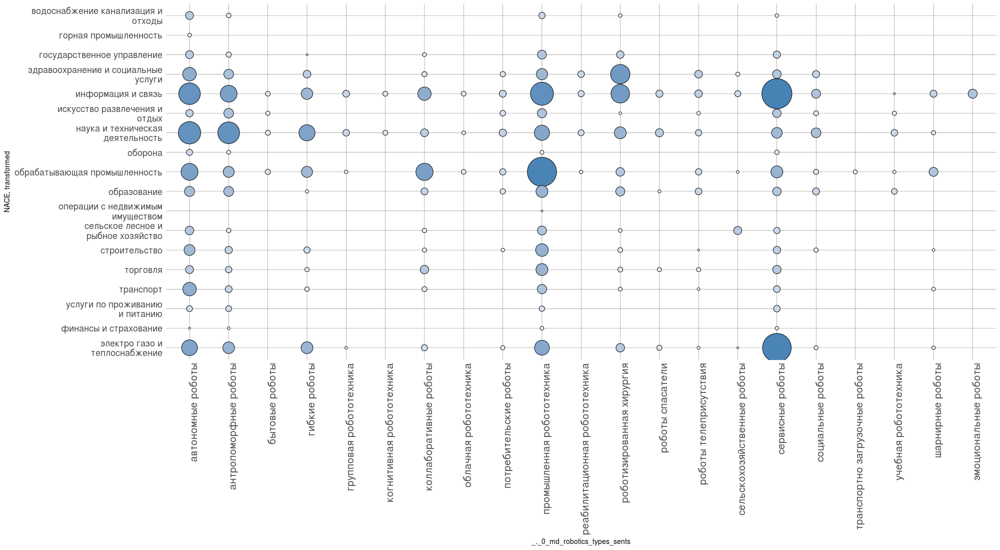 водоснабжение канализация и
отходы
горная промышленность
государственное управление
здравоохранение и социальные
услуги
информация и связь
искусство развлечения и
отдых
наука и техническая
деятельность
оборона
обрабатывающая промышленность
образование
операции с недвижимым
имуществом
сельское лесное и
рыбное хозяйство
строительство
торговля
транспорт
услуги по проживанию
и питанию
финансы и страхование
электро газо и
теплоснабжение
NACE, transformed
автономные роботы
антропоморфные роботы
бытовые роботы
гибкие роботы
групповая робототехника
когнитивная робототехника
коллаборативные роботы
облачная робототехника
потребительские роботы
промышленная робототехника
реабилитационная робототехника
роботизированная хирургия
роботы спасатели
роботы телеприсутствия
сельскохозяйственные роботы
сервисные роботы
социальные роботы
транспортно загрузочные роботы
учебная робототехника
шарнирные роботы
эмоциональные роботы
_._0_md_robotics_types_sents